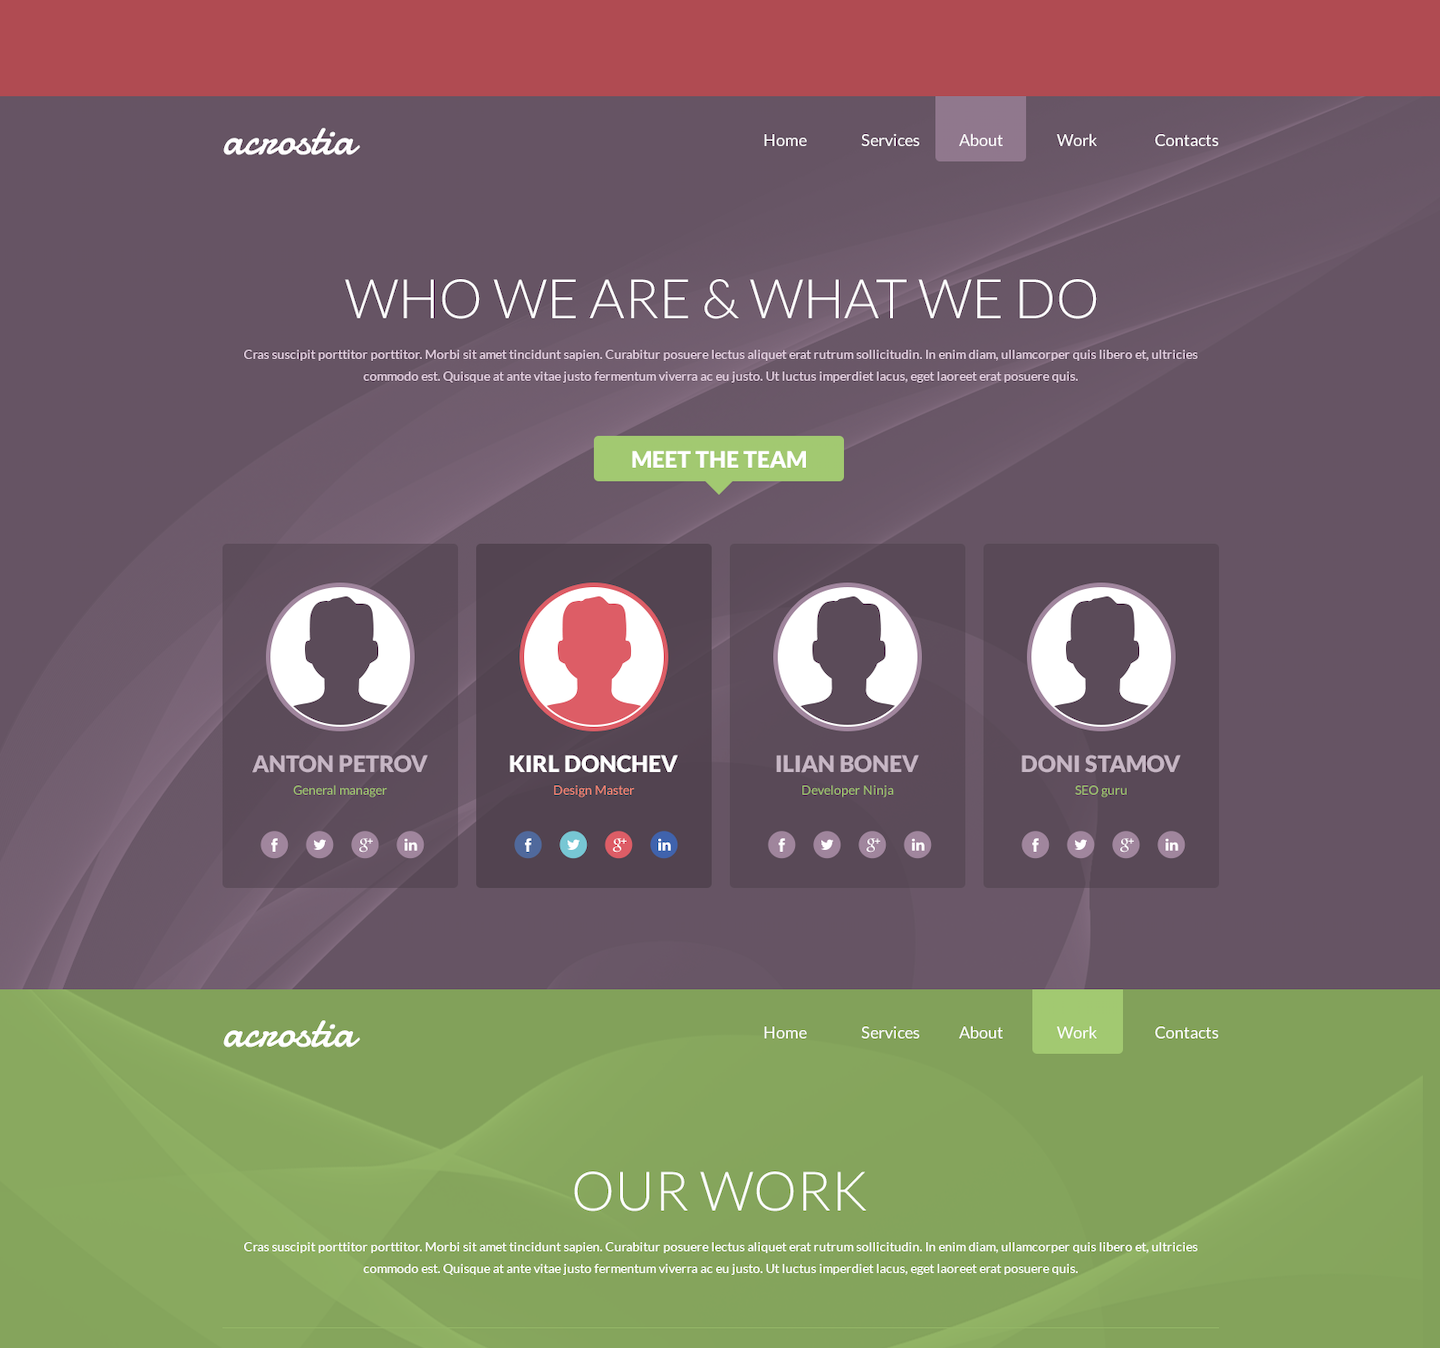 acrostia
Home Services About Work Contacts
WHO WE ARE & WHAT WE DO
Cras suscipit porttitor porttitor. Morbi sit amet tincidunt sapien. Curabitur posuere lectus aliquet erat rutrum sollicitudin. In enim diam, ullamcorper quis libero et, ultricies
commodo est. Quisque at ante vitae justo fermentum viverra ac eu justo. Ut luctus imperdiet lacus, eget laoreet erat posuere quis.
MEET THE TEAM
ANTON PETROV
General manager
f g+ in
KIRL DONCHEV
Design Master
f g+ in
ILIAN BONEV
Developer Ninja
f g+ in
DONI STAMOV
SEO guru
f g+ in
acrostia
Home Services About Work Contacts
OUR WORK
Cras suscipit porttitor porttitor. Morbi sit amet tincidunt sapien. Curabitur posuere lectus aliquet erat rutrum sollicitudin. In enim diam, ullamcorper quis libero et, ultricies
commodo est. Quisque at ante vitae justo fermentum viverra ac eu justo. Ut luctus imperdiet lacus, eget laoreet erat posuere quis.